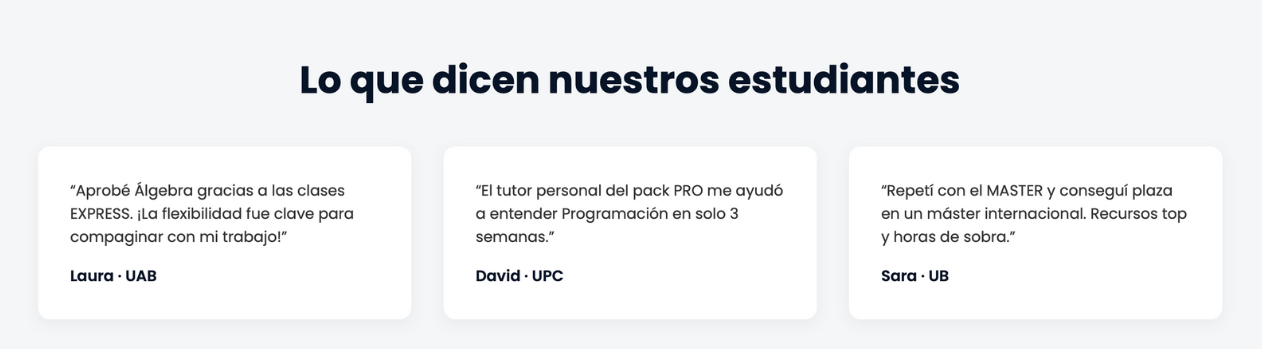 Lo que dicen nuestros estudiantes
“Aprobé Álgebra gracias a las clases
EXPRESS. ¡La flexibilidad fue clave para
compaginar con mi trabajo!”
Laura · UAB
“El tutor personal del pack PRO me ayudó
a entender Programación en solo 3
semanas.”
David · UPC
“Repetí con el MASTER y conseguí plaza
en un máster internacional. Recursos top
y horas de sobra.”
Sara · UB